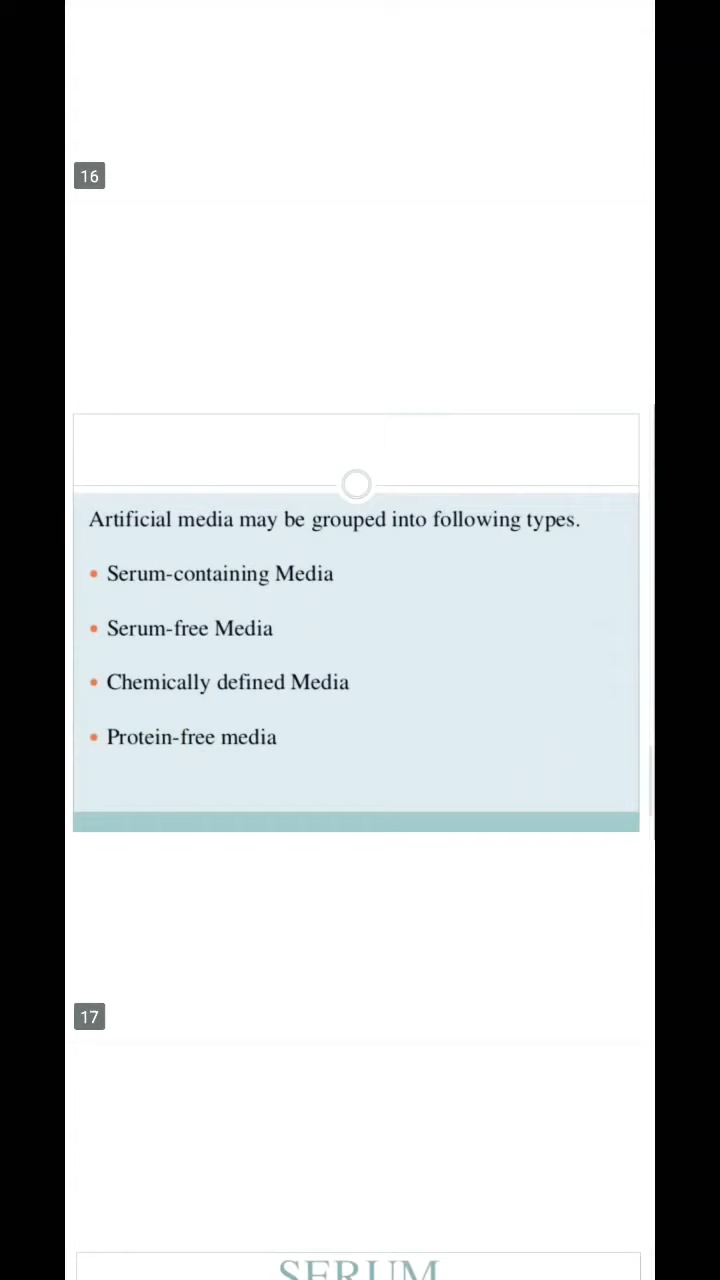 16
Artificial media may be grouped into following types.
• Serum-containing Media
• Serum-free Media
• Chemically defined Media
• Protein-free media
17
SERUM